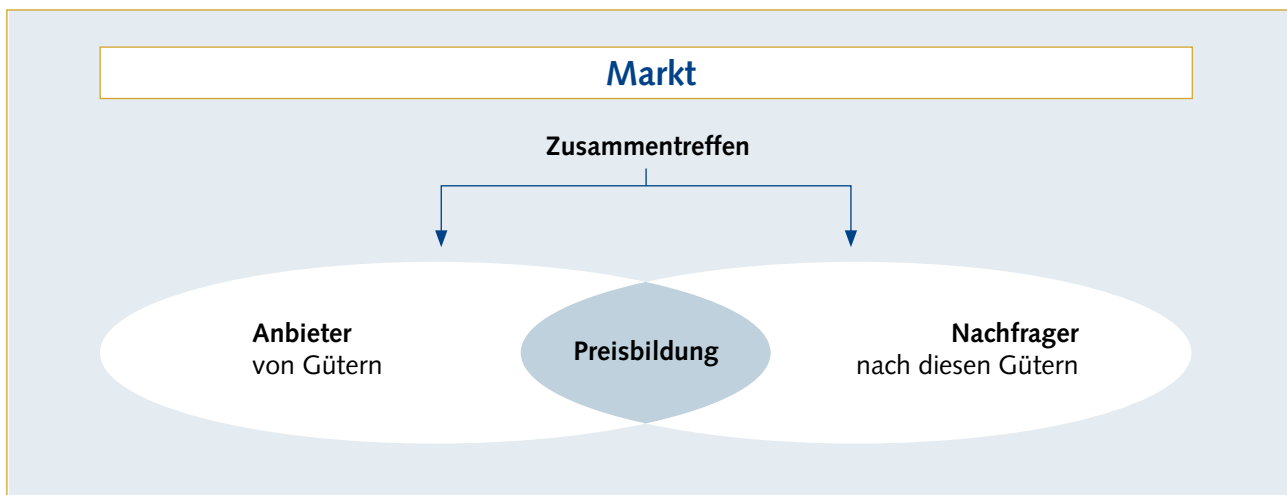 Markt
Zusammentreffen
Anbieter
von Gütern
Preisbildung
Nachfrager
nach diesen Gütern